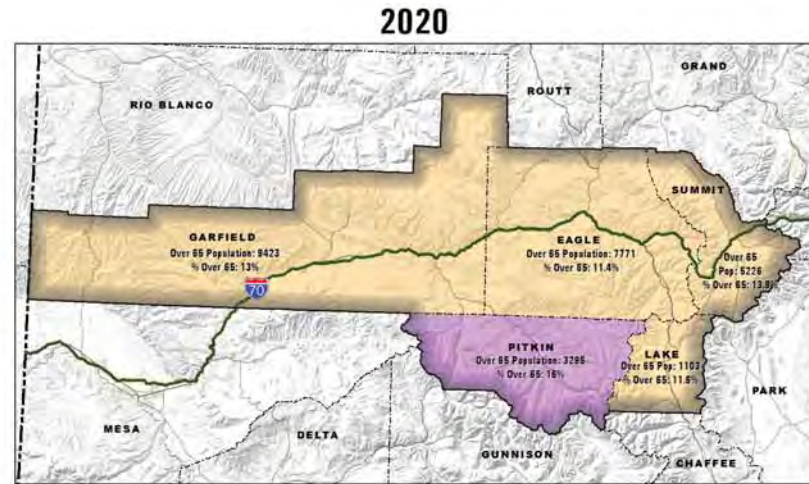 2020
GRAND
ROUTT
RIO BLANCO
SUMMIT
GARFIELD
Over 65 Population: 9423
% Over 65: 13%
EAGLE
Over 65 Population: 7771
% Over 65: 11.4%
Over 65
Pop: 5226
% Over 65: 13.8%
70
PITKIN
Over 65 Population: 3295
% Over 65: 16%
LAKE
Over 65 Pop: 1103
% Over 65: 11.6%
PARK
MESA
DELTA
GUNNISON
CHAFFEE